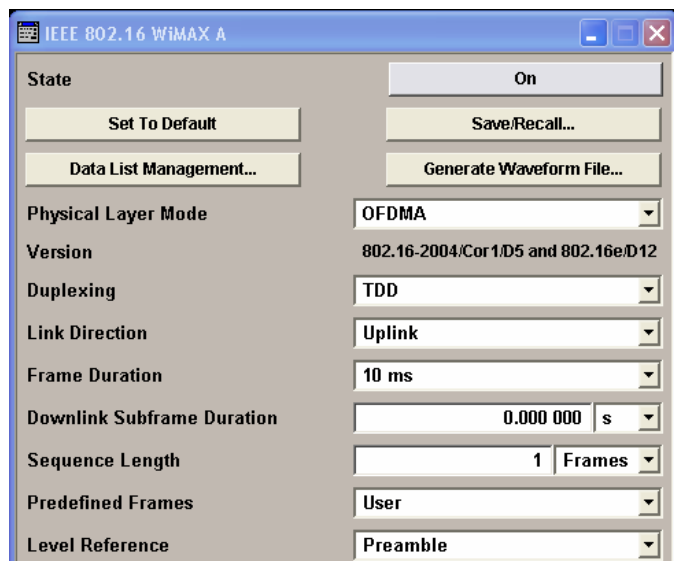 IEEE 802.16 WiMAX A
State On
Set To Default Save/Recall...
Data List Management... Generate Waveform File...
Physical Layer Mode OFDMA
Version 802.16-2004/Cor1/D5 and 802.16e/D12
Duplexing TDD
Link Direction Uplink
Frame Duration 10 ms
Downlink Subframe Duration 0.000 000 s
Sequence Length 1 Frames
Predefined Frames User
Level Reference Preamble